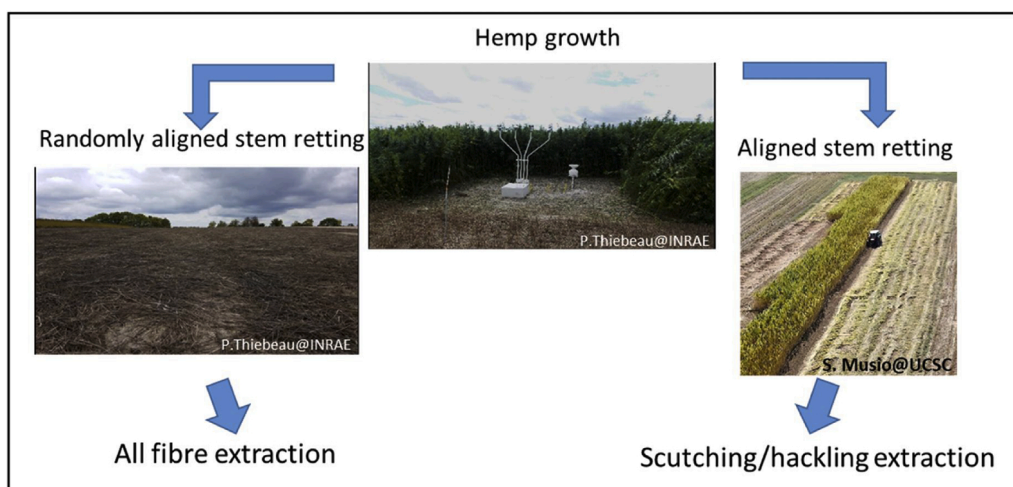 Hemp growth
Randomly aligned stem retting
Aligned stem retting
P.Thiebeau@INRAE
P.Thiebeau@INRAE
S. Musio@UCSC
All fibre extraction
Scutching/hackling extraction